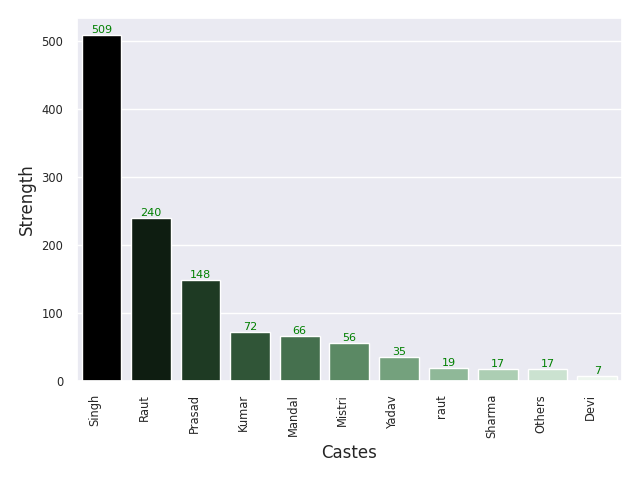 509
500
400
Strength
300
240
200
148
100
72
66
56
35
19
17
17
7
0
Singh
Raut
Prasad
Kumar
Mandal
Mistri
Yadav
raut
Sharma
Others
Devi
Castes